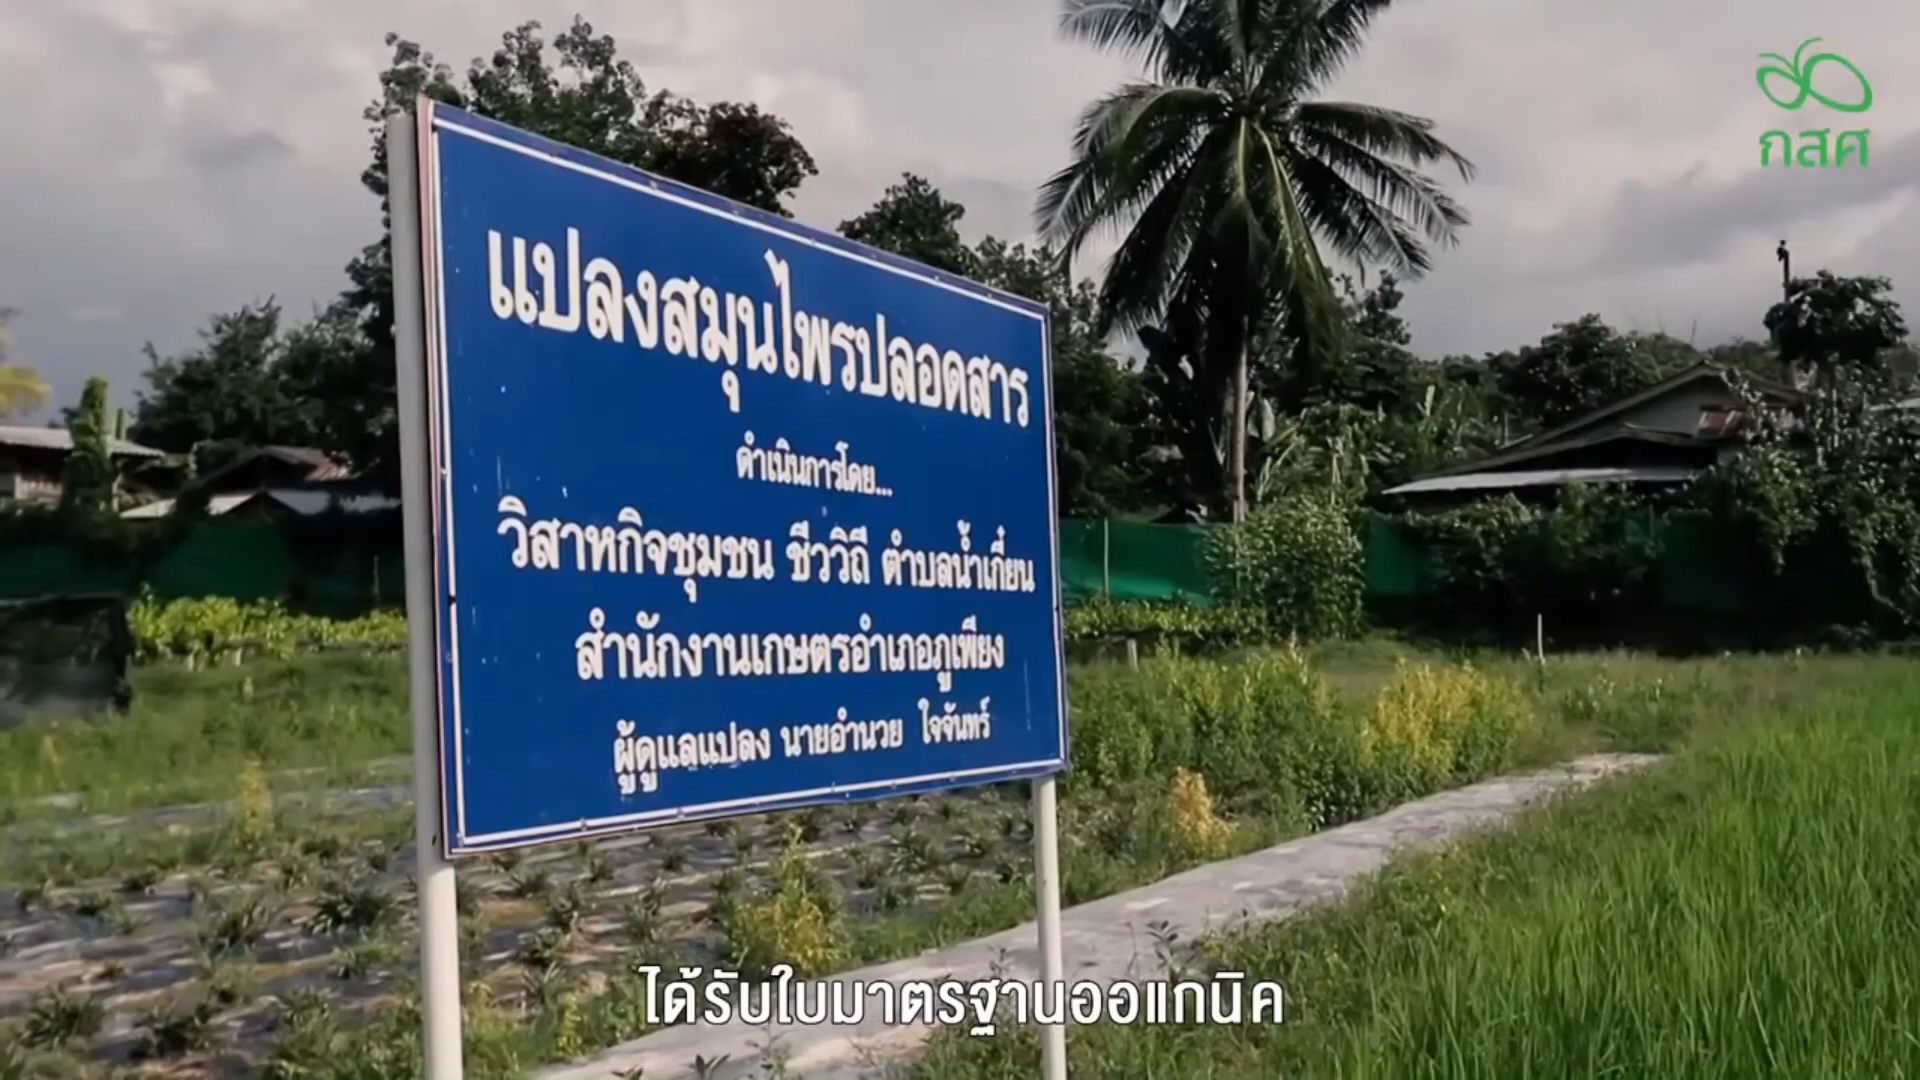 กสศ
แปลงสมุนไพรปลอดสาร
ดำเนินการโดย...
วิสาหกิจชุมชน ชีววิถี ตำบลน้ำเกี๋ยน
สำนักงานเกษตรอำเภอภูเพียง
ผู้ดูแลแปลง นายอำนวย ใจจันทร์
ได้รับใบมาตรฐานออแกนิค